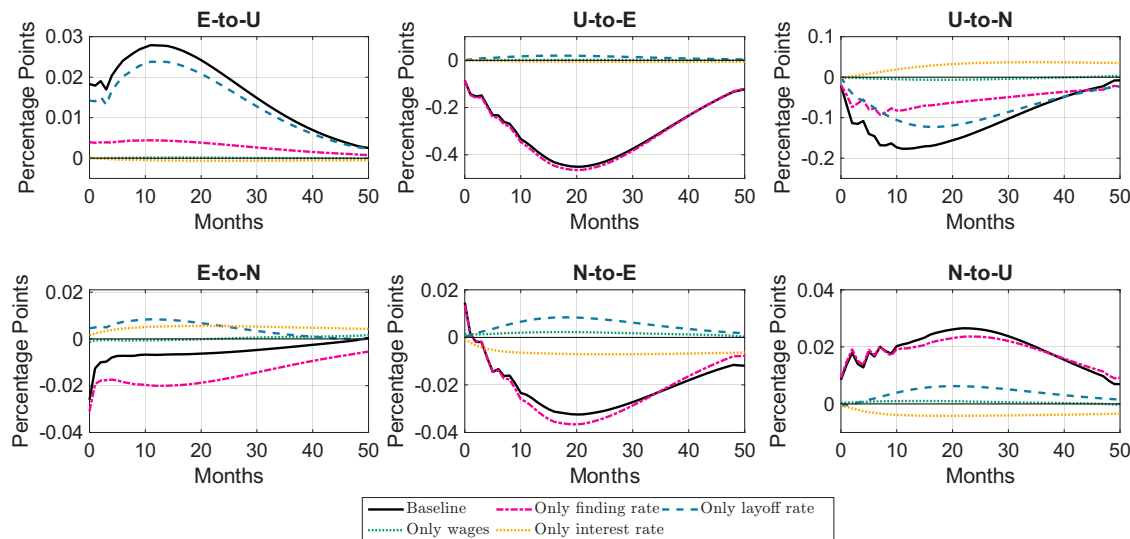 E-to-U
U-to-E
U-to-N
Percentage Points
0.03
0.02
0.01
0
0 10 20 30 40 50
Months
Percentage Points
0
-0.2
-0.4
0 10 20 30 40 50
Months
Percentage Points
0.1
0
-0.1
-0.2
0 10 20 30 40 50
Months
E-to-N
N-to-E
N-to-U
Percentage Points
0.02
0
-0.02
-0.04
0 10 20 30 40 50
Months
Percentage Points
0.02
0
-0.02
-0.04
0 10 20 30 40 50
Months
Percentage Points
0.04
0.02
0
0 10 20 30 40 50
Months
Baseline Only finding rate Only layoff rate
Only wages Only interest rate